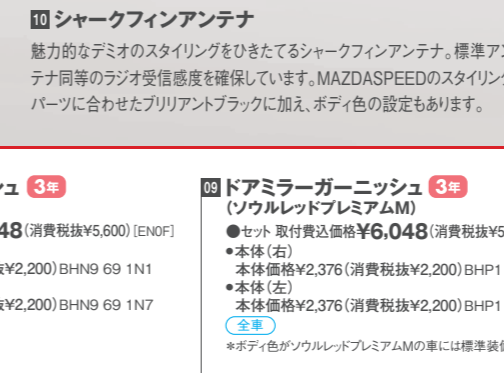 10 シャークフィンアンテナ
魅力的なデミオのスタイリングをひきたてるシャークフィンアンテナ。標準アン
テナ同等のラジオ受信感度を確保しています。MAZDASPEEDのスタイリング
パーツに合わせたブリリアントブラックに加え、ボディ色の設定もあります。
シュ 3年
48(消費税抜¥5,600)[EN0F]
抜¥2,200)BHN9 69 1N1
抜¥2,200)BHN9 69 1N7
09 ドアミラーガーニッシュ 3年
(ソウルレッドプレミアムM)
●セット 取付費込価格¥6,048(消費税抜¥5
●本体(右)
本体価格¥2,376(消費税抜¥2,200)BHP1
●本体(左)
本体価格¥2,376(消費税抜¥2,200)BHP1
全車
*ボディ色がソウルレッドプレミアムMの車には標準装備